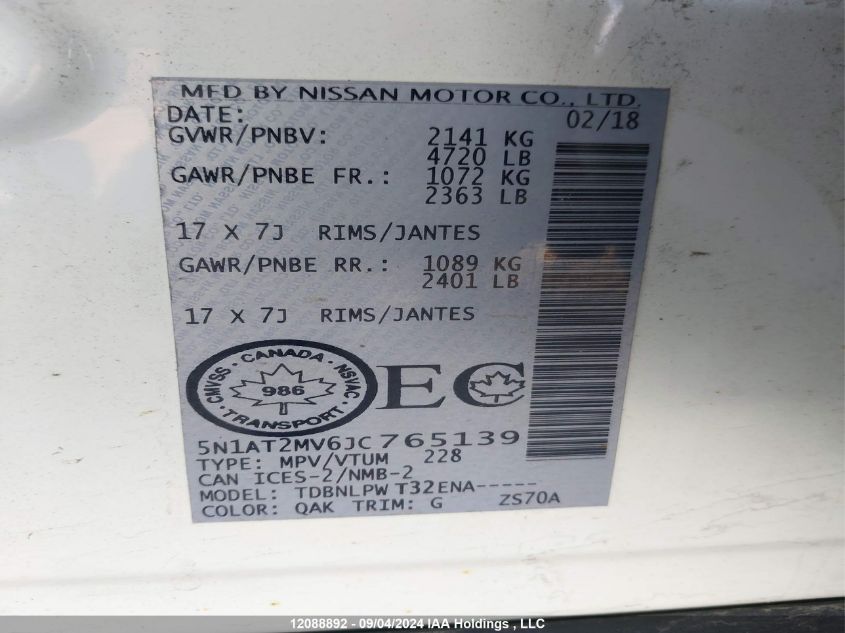 MFD BY NISSAN MOTOR CO., LTD.
DATE: 02/18
GVWR/PNBV: 2141 KG
4720 LB
GAWR/PNBE FR.: 1072 KG
2363 LB
17 X 7J RIMS/JANTES
GAWR/PNBE RR.: 1089 KG
2401 LB
17 X 7J RIMS/JANTES
CANADA
CMVSS 986 NSVAC
TRANSPORT
EC
5N1AT2MV6JC765139
TYPE: MPV/VTUM 228
CAN ICES-2/NMB-2
MODEL: TDBNLPW T32ENA-----
COLOR: QAK TRIM: G ZS70A
12088892 - 09/04/2024 IAA Holdings , LLC